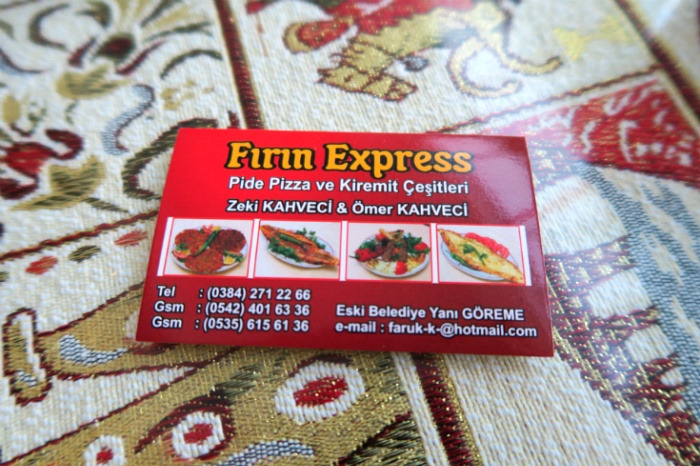 Fırın Express
Pide Pizza ve Kiremit Çeşitleri
Zeki KAHVECİ & Ömer KAHVECİ
Tel : (0384) 271 22 66
Gsm : (0542) 401 63 36
Gsm : (0535) 615 61 36
Eski Belediye Yanı GÖREME
e-mail : faruk-k-@hotmail.com